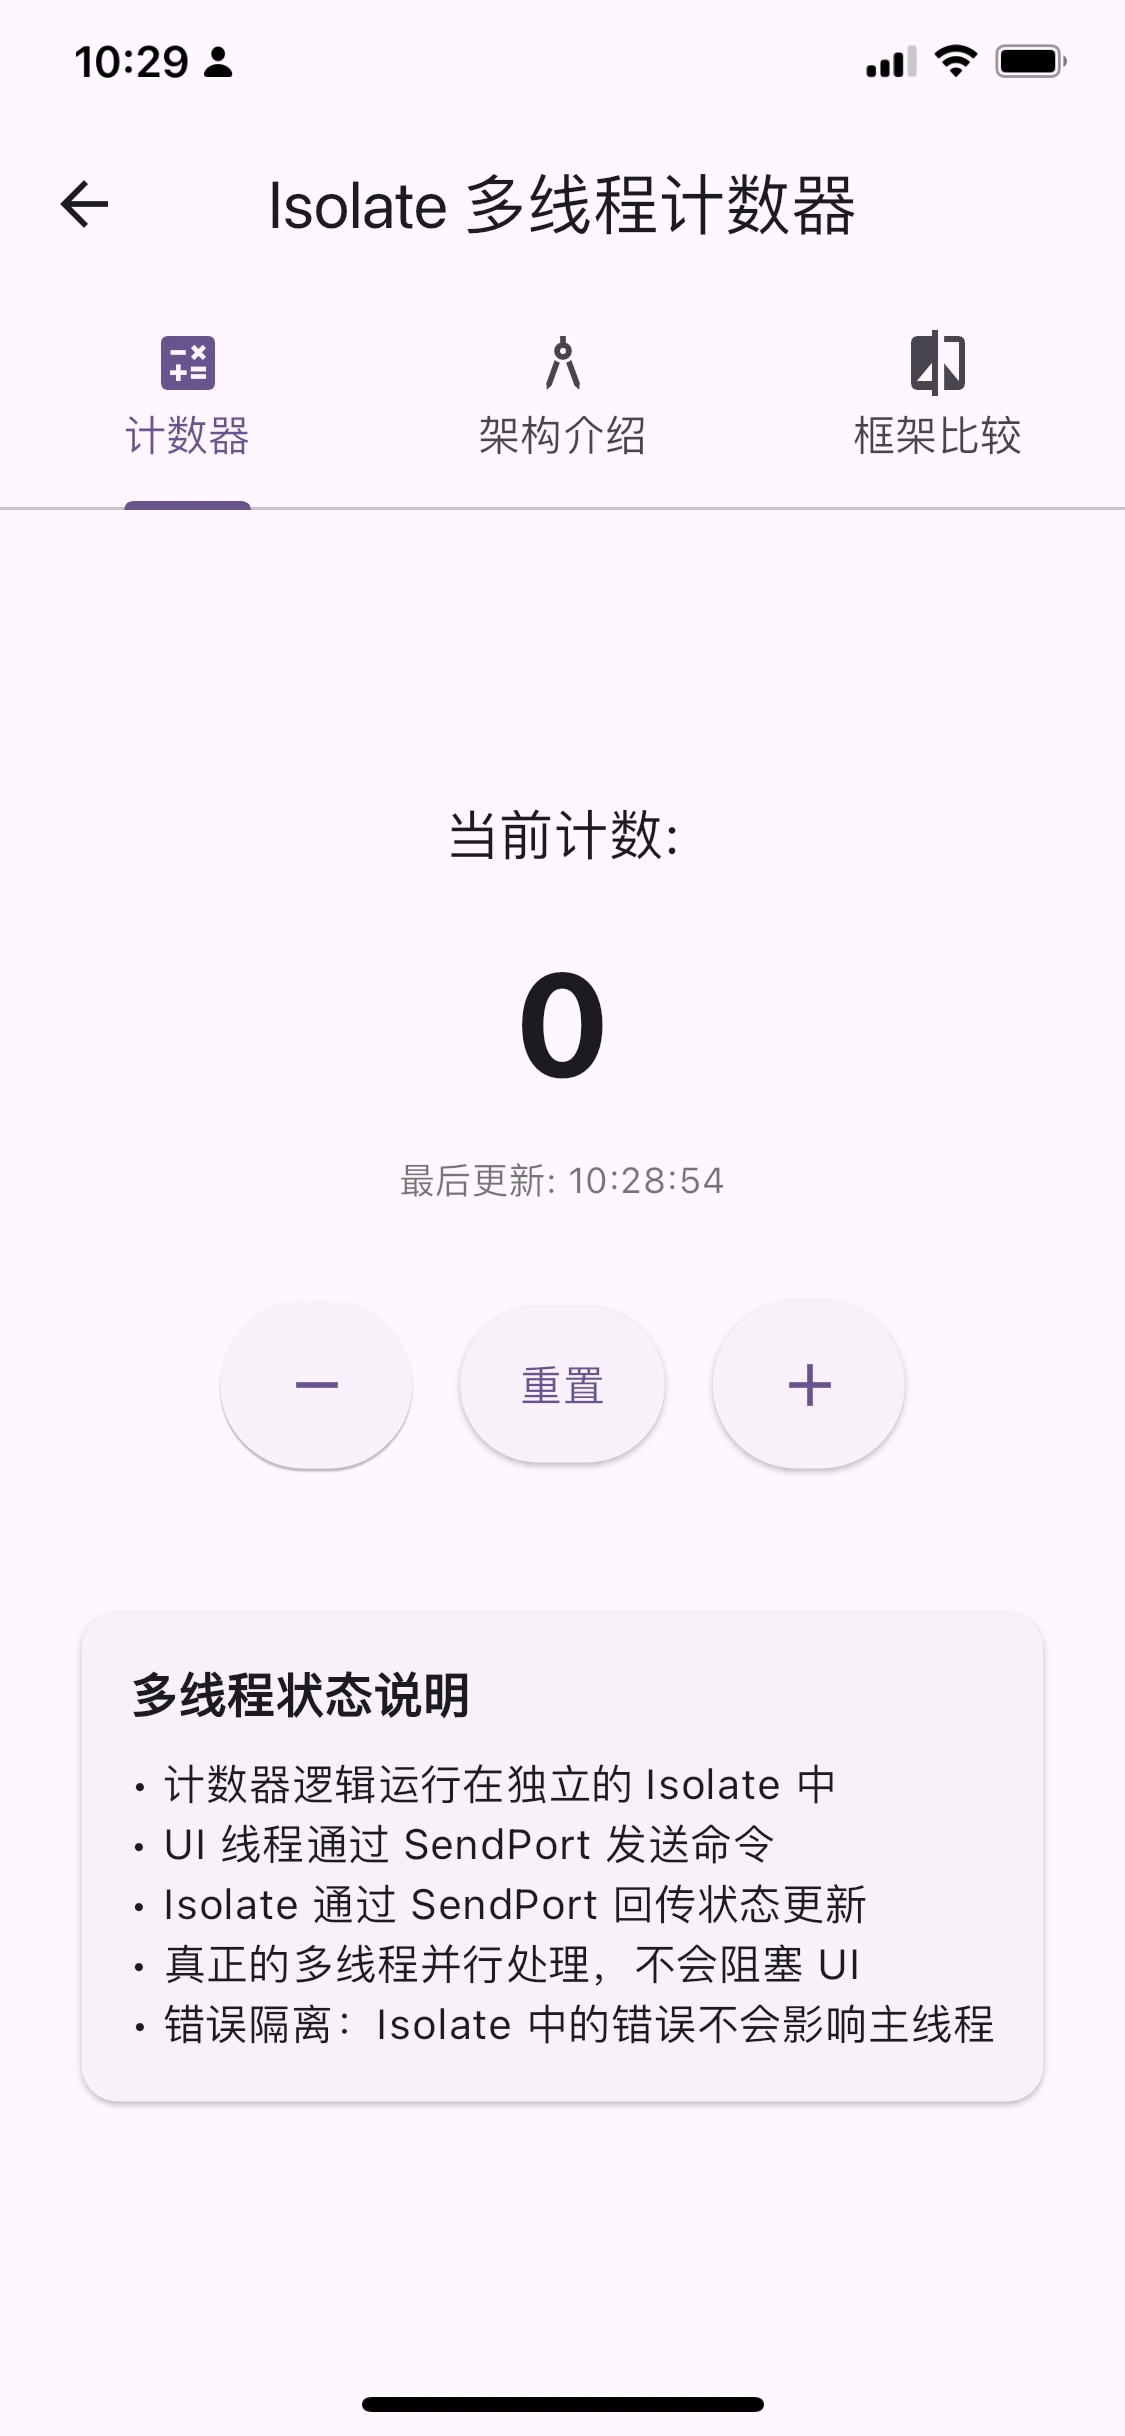 10:29
Isolate 多线程计数器
计数器
架构介绍
框架比较
当前计数:
0
最后更新: 10:28:54
− 重置 +
多线程状态说明
• 计数器逻辑运行在独立的 Isolate 中
• UI 线程通过 SendPort 发送命令
• Isolate 通过 SendPort 回传状态更新
• 真正的多线程并行处理，不会阻塞 UI
• 错误隔离：Isolate 中的错误不会影响主线程